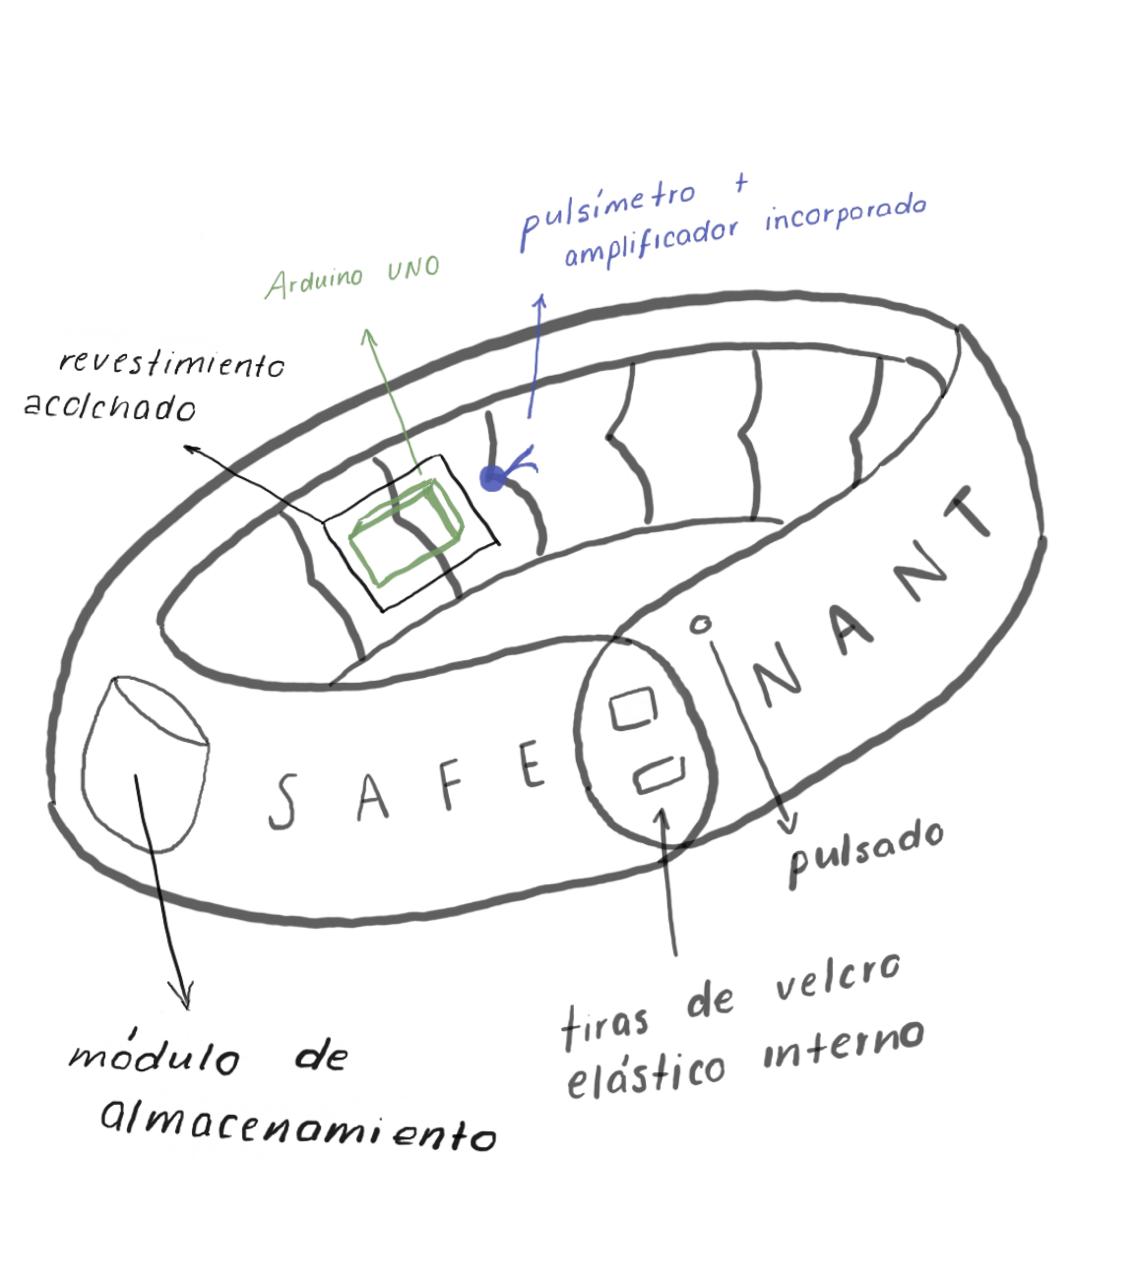 pulsímetro +
amplificador incorporado
Arduino UNO
revestimiento
acolchado
SAFE
NANT
pulsado
tiras de velcro
elástico interno
módulo de
almacenamiento